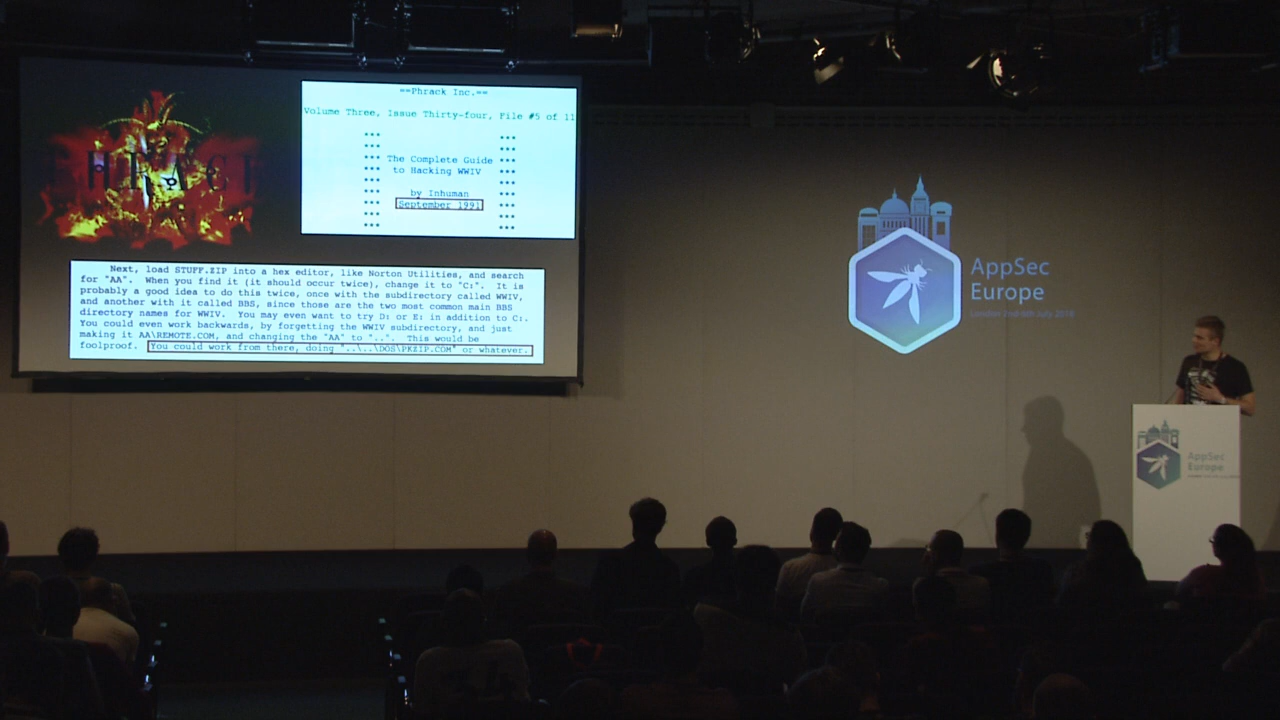 PHRACK
==Phrack Inc.==
Volume Three, Issue Thirty-four, File #5 of 11
*** ***
*** ***
*** The Complete Guide ***
*** to Hacking WWIV ***
*** ***
*** by Inhuman ***
*** September 1991 ***
*** ***
*** ***
Next, load STUFF.ZIP into a hex editor, like Norton Utilities, and search
for "AA". When you find it (it should occur twice), change it to "C:". It is
probably a good idea to do this twice, once with the subdirectory called WWIV,
and another with it called BBS, since those are the two most common main BBS
directory names for WWIV. You may even want to try D: or E: in addition to C:.
You could even work backwards, by forgetting the WWIV subdirectory, and just
making it AA\REMOTE.COM, and changing the "AA" to "..". This would be
foolproof. You could work from there, doing "..\..\DOS\PKZIP.COM" or whatever.
AppSec
Europe
London 2nd-6th July 2018
AppSec
Europe